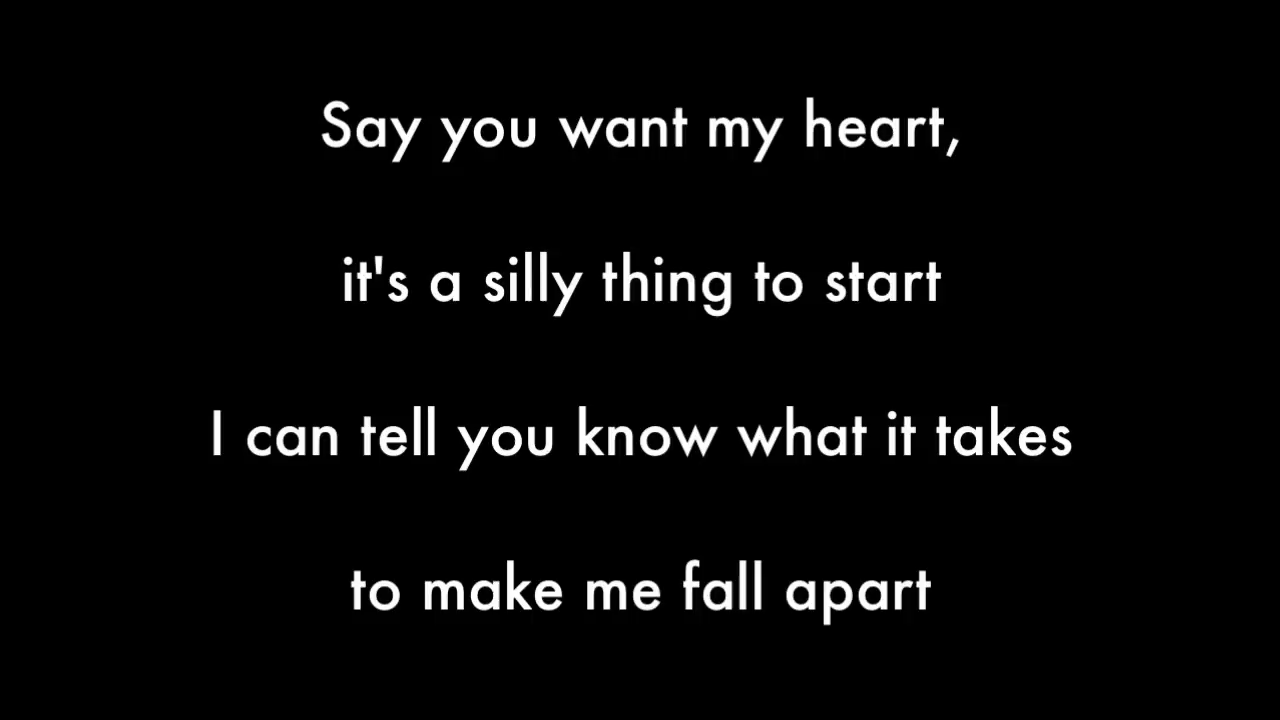 Say you want my heart,
it's a silly thing to start
I can tell you know what it takes
to make me fall apart